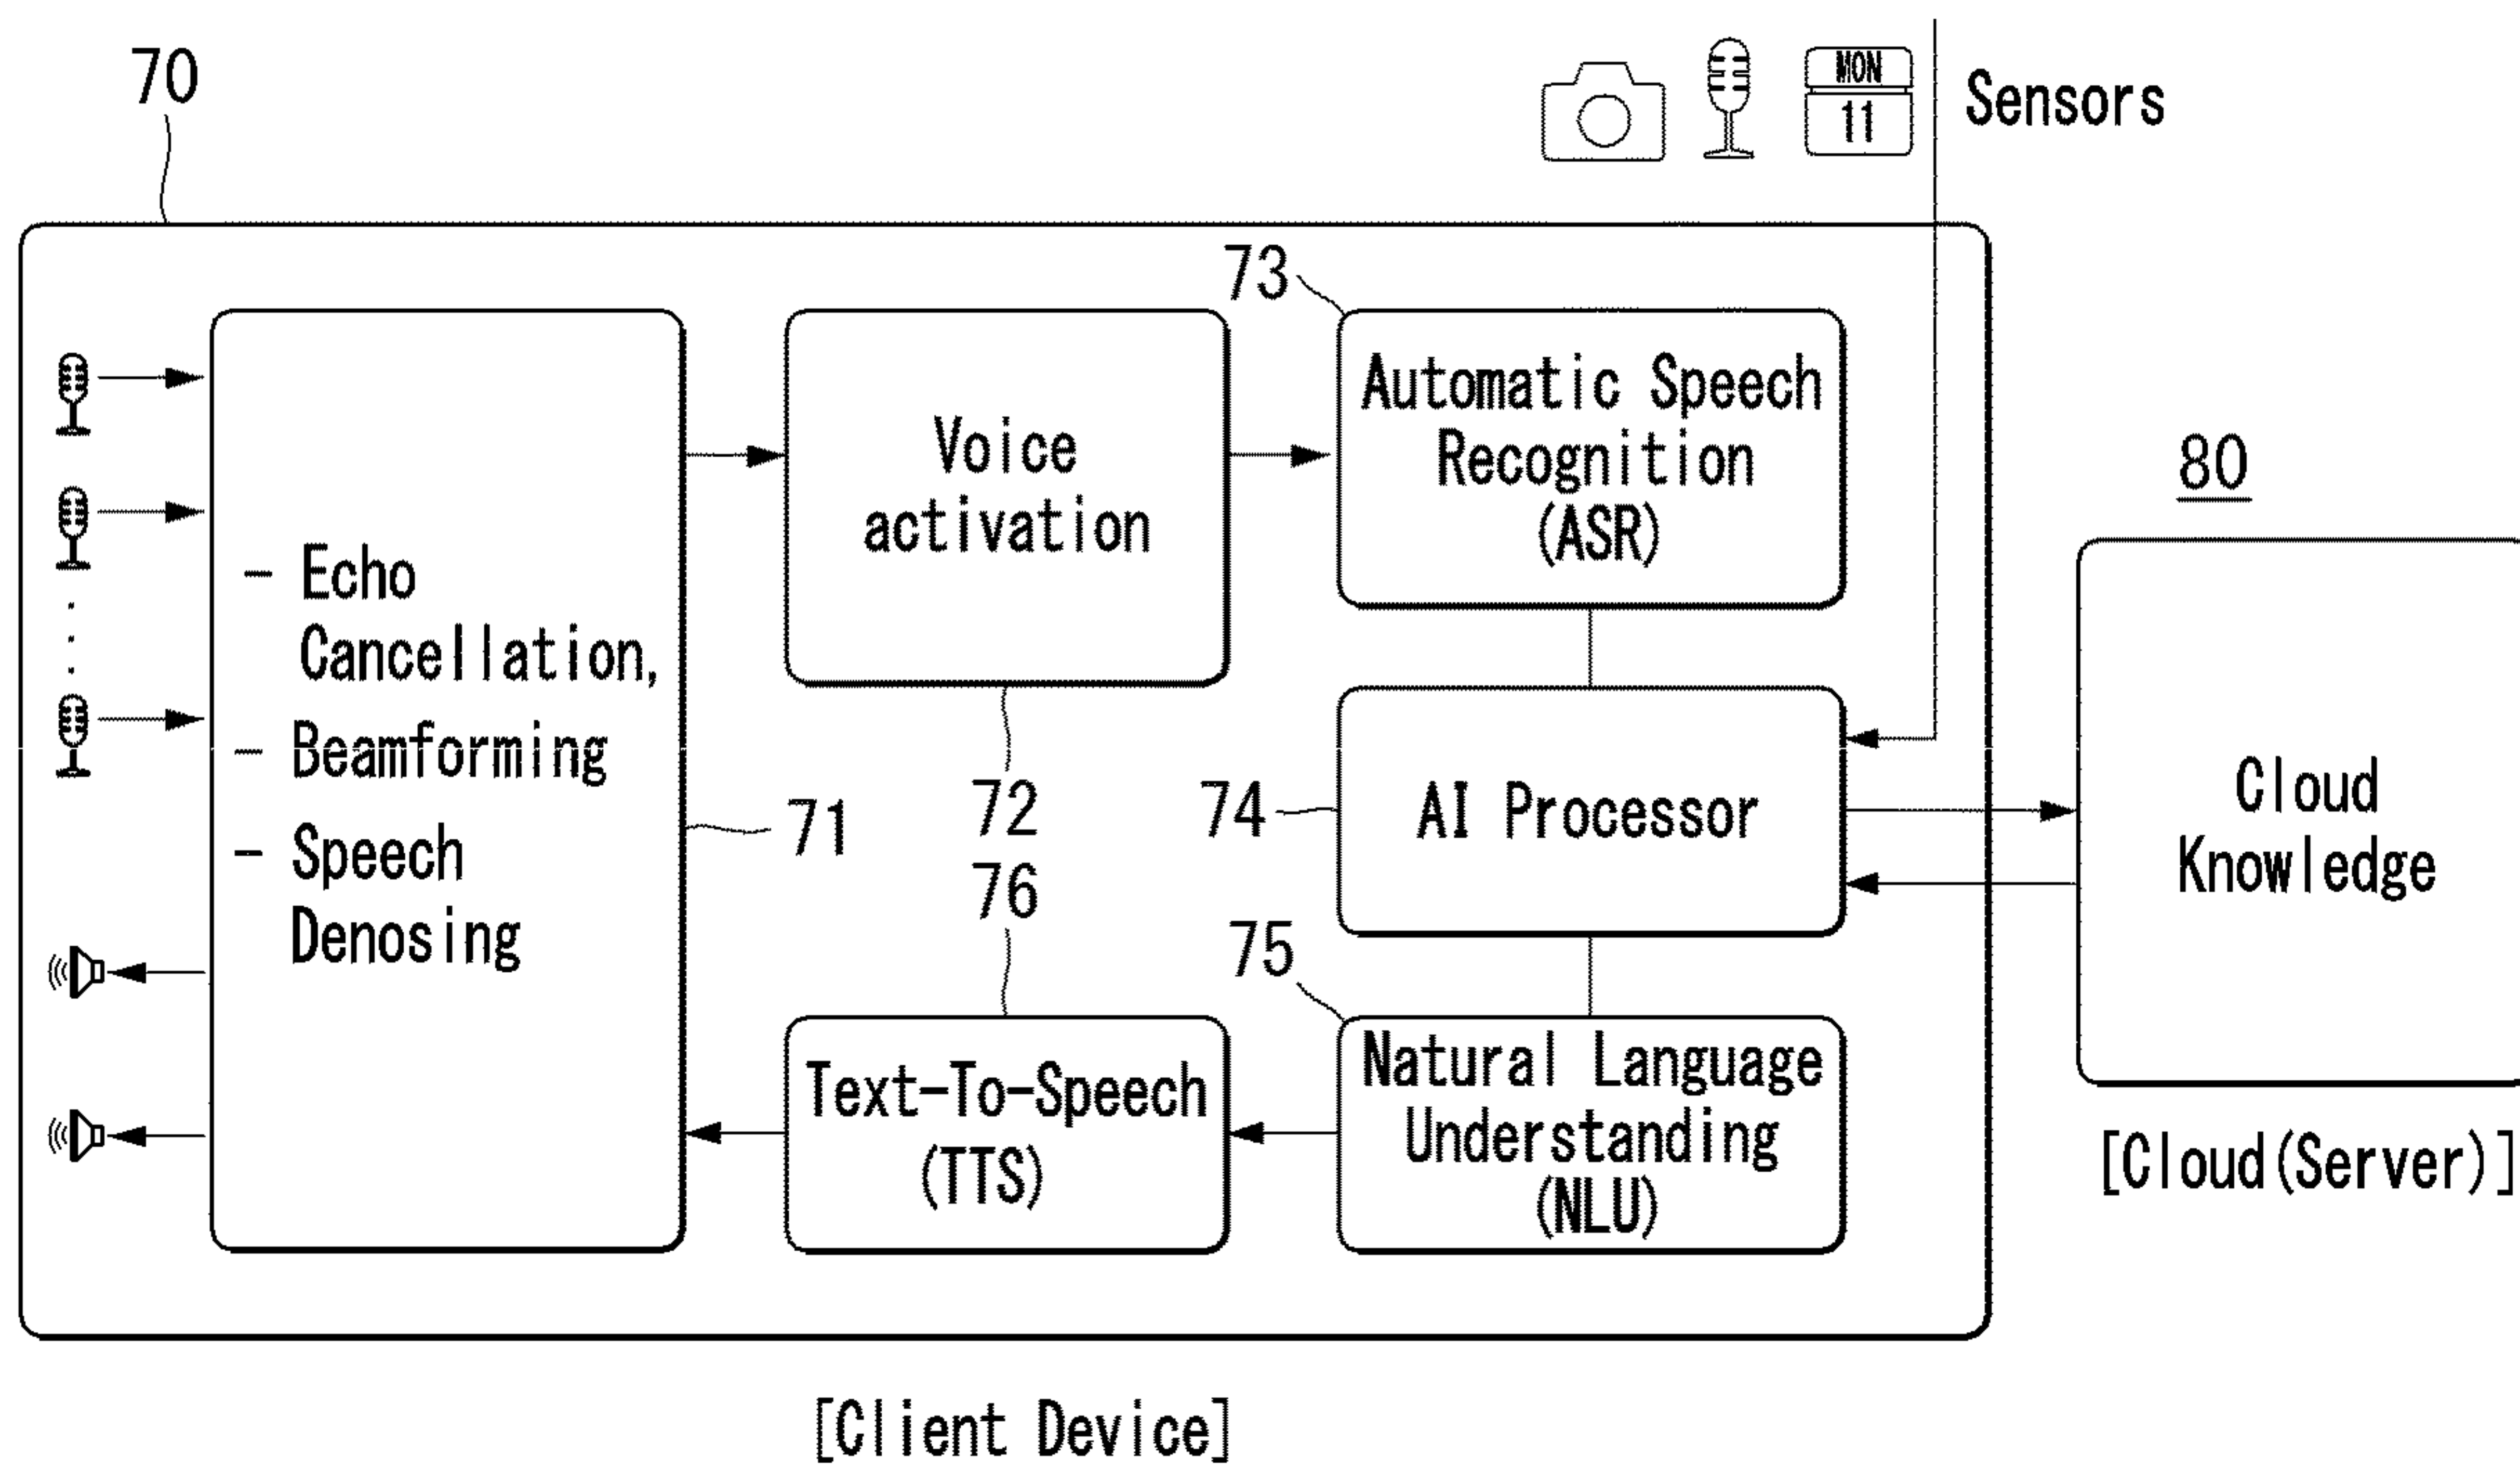 70
MON
11
Sensors
73
- Echo
Cancellation,
- Beamforming
- Speech
Denosing
71
Voice
activation
72
Automatic Speech
Recognition
(ASR)
74
AI Processor
76
Text-To-Speech
(TTS)
75
Natural Language
Understanding
(NLU)
80
Cloud
Knowledge
[Cloud(Server)]
[Client Device]